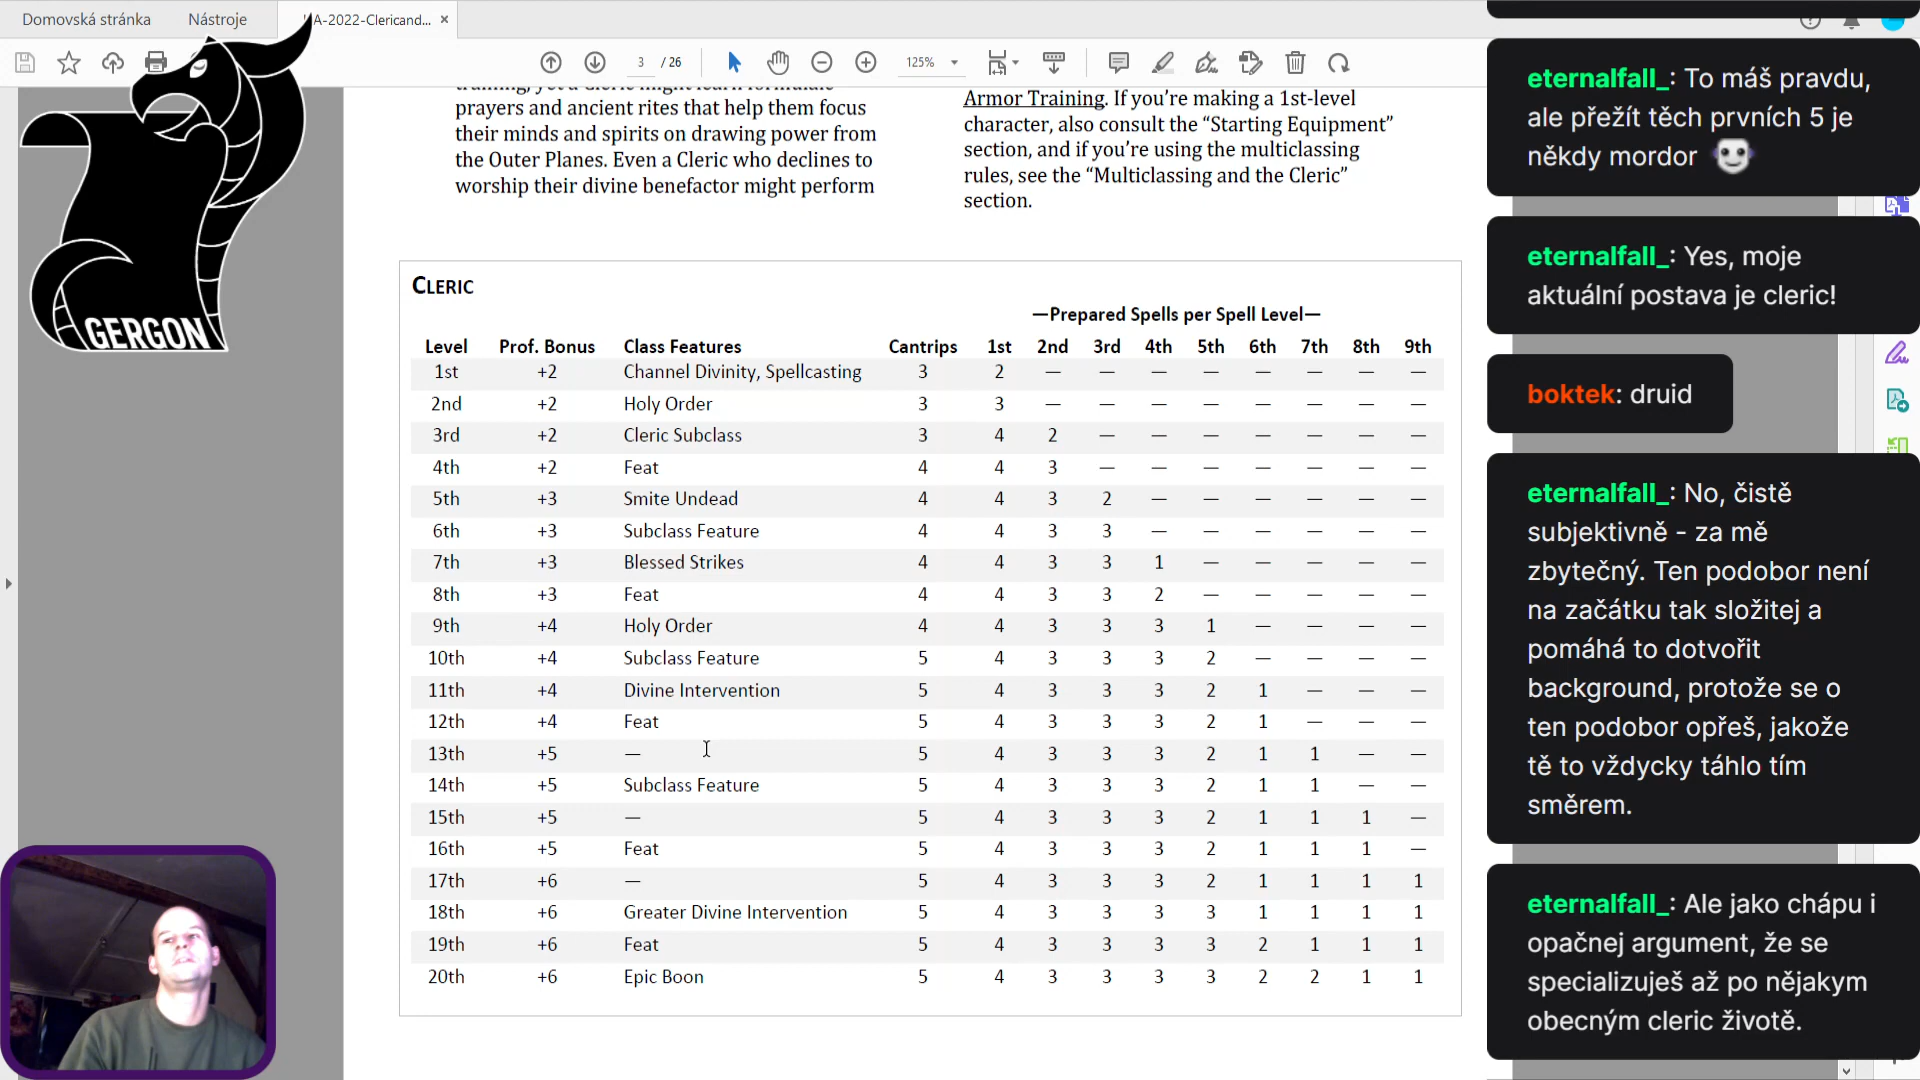 Domovská stránka
Nástroje
A-2022-Clericand...
3 / 26
125%
prayers and ancient rites that help them focus
their minds and spirits on drawing power from
the Outer Planes. Even a Cleric who declines to
worship their divine benefactor might perform
Armor Training. If you’re making a 1st-level
character, also consult the “Starting Equipment”
section, and if you’re using the multiclassing
rules, see the “Multiclassing and the Cleric”
section.
GERGON
CLERIC
—Prepared Spells per Spell Level—
Level Prof. Bonus Class Features Cantrips 1st 2nd 3rd 4th 5th 6th 7th 8th 9th
1st +2 Channel Divinity, Spellcasting 3 2 — — — — — — — —
2nd +2 Holy Order 3 3 — — — — — — — —
3rd +2 Cleric Subclass 3 4 2 — — — — — — —
4th +2 Feat 4 4 3 — — — — — — —
5th +3 Smite Undead 4 4 3 2 — — — — — —
6th +3 Subclass Feature 4 4 3 3 — — — — — —
7th +3 Blessed Strikes 4 4 3 3 1 — — — — —
8th +3 Feat 4 4 3 3 2 — — — — —
9th +4 Holy Order 4 4 3 3 3 1 — — — —
10th +4 Subclass Feature 5 4 3 3 3 2 — — — —
11th +4 Divine Intervention 5 4 3 3 3 2 1 — — —
12th +4 Feat 5 4 3 3 3 2 1 — — —
13th +5 — 5 4 3 3 3 2 1 1 — —
14th +5 Subclass Feature 5 4 3 3 3 2 1 1 — —
15th +5 — 5 4 3 3 3 2 1 1 1 —
16th +5 Feat 5 4 3 3 3 2 1 1 1 —
17th +6 — 5 4 3 3 3 2 1 1 1 1
18th +6 Greater Divine Intervention 5 4 3 3 3 3 1 1 1 1
19th +6 Feat 5 4 3 3 3 3 2 1 1 1
20th +6 Epic Boon 5 4 3 3 3 3 2 2 1 1
eternalfall_: To máš pravdu,
ale přežít těch prvních 5 je
někdy mordor
eternalfall_: Yes, moje
aktuální postava je cleric!
boktek: druid
eternalfall_: No, čistě
subjektivně - za mě
zbytečný. Ten podobor není
na začátku tak složitej a
pomáhá to dotvořit
background, protože se o
ten podobor opřeš, jakože
tě to vždycky táhlo tím
směrem.
eternalfall_: Ale jako chápu i
opačnej argument, že se
specializuješ až po nějakym
obecným cleric životě.